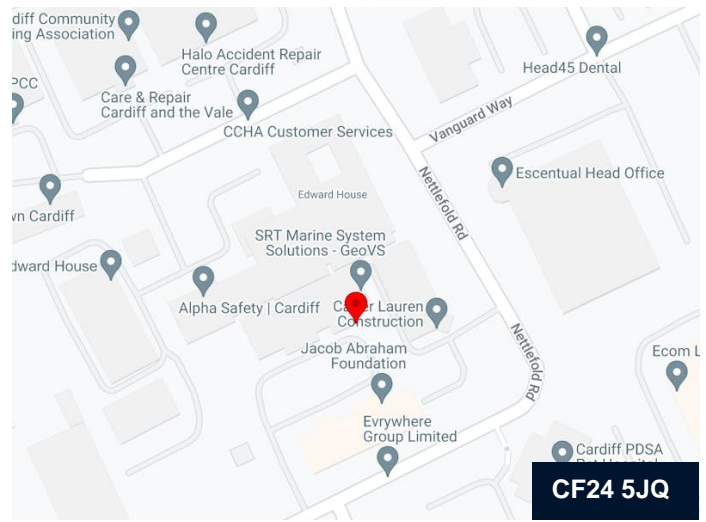 diff Community
ing Association
Halo Accident Repair
Centre Cardiff
Head45 Dental
PCC
Care & Repair
Cardiff and the Vale
CCHA Customer Services
Vanguard Way
Nettlefold Rd
Escentual Head Office
Edward House
wn Cardiff
SRT Marine System
Solutions - GeoVS
dward House
Alpha Safety | Cardiff
Lauren
Construction
Jacob Abraham
Foundation
Nettlefold Rd
Ecom L
Evrywhere
Group Limited
Cardiff PDSA
CF24 5JQ